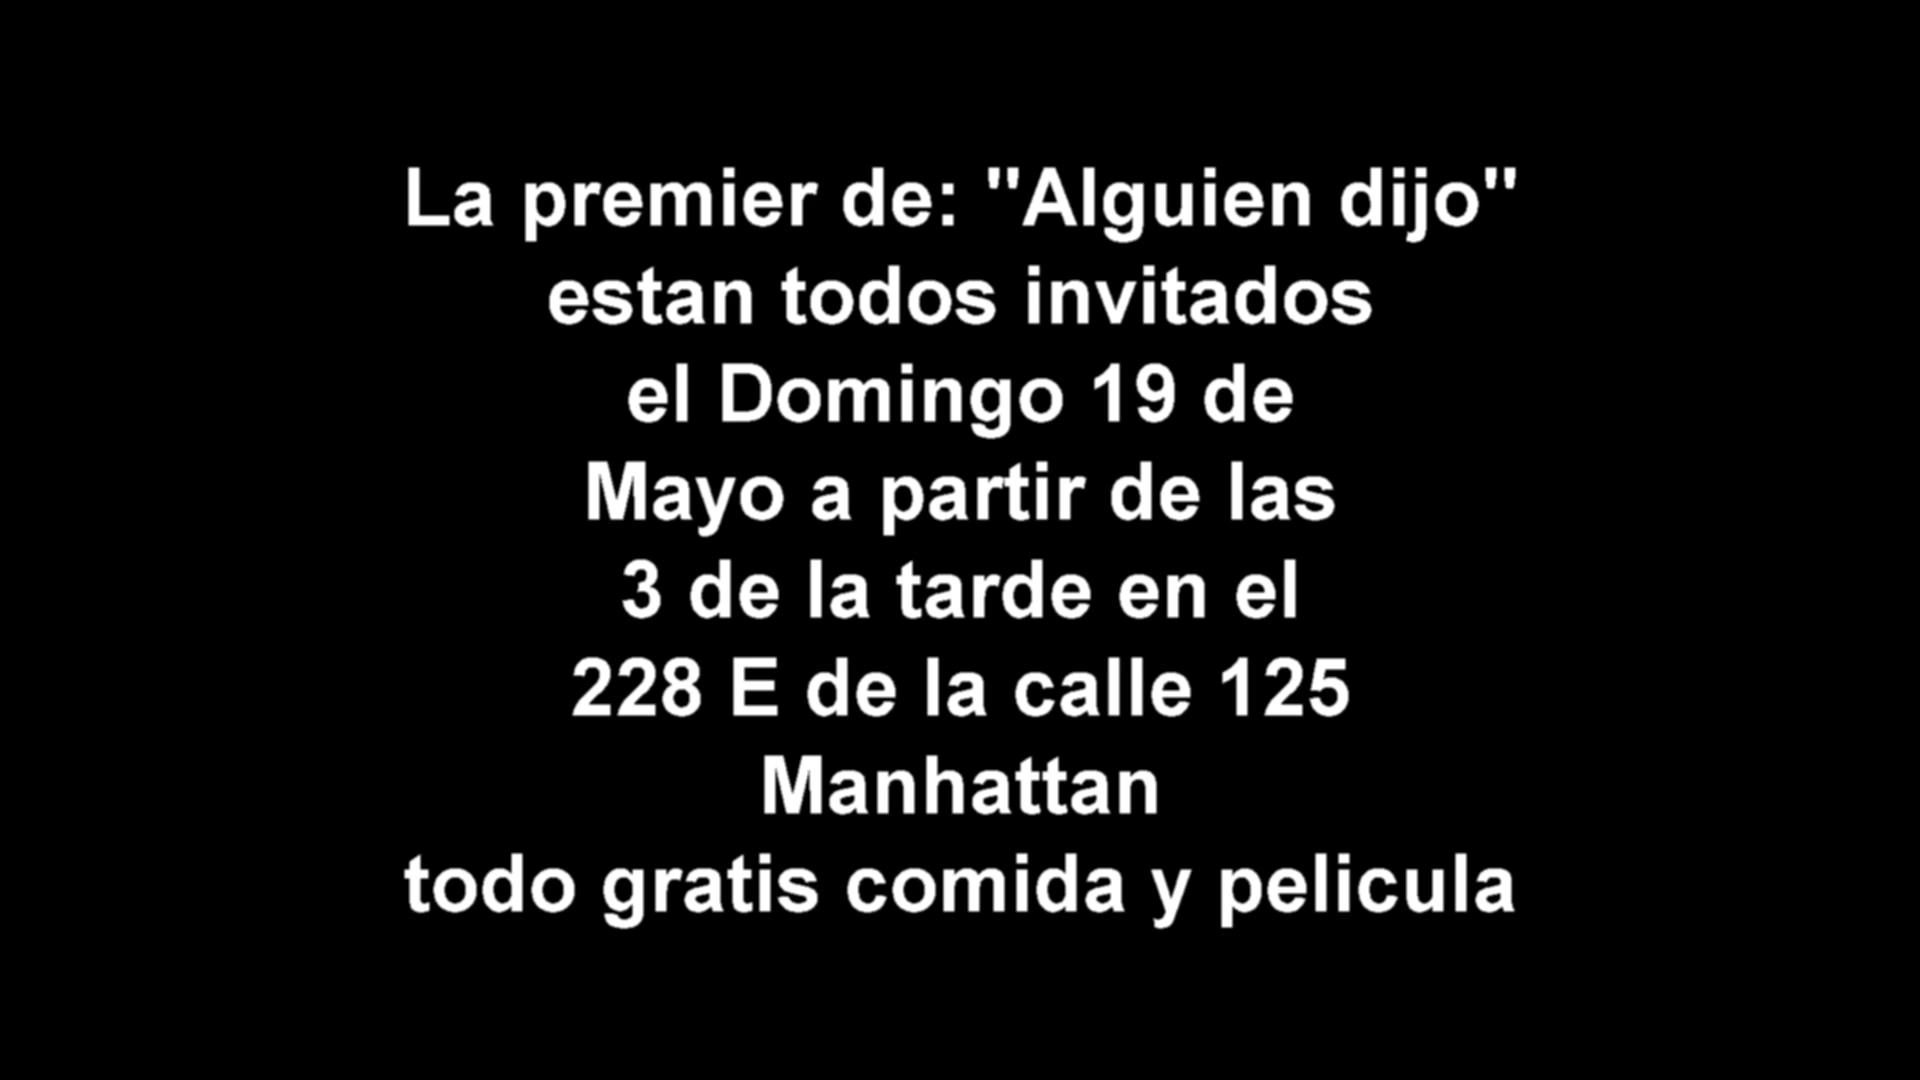 La premier de: "Alguien dijo"
estan todos invitados
el Domingo 19 de
Mayo a partir de las
3 de la tarde en el
228 E de la calle 125
Manhattan
todo gratis comida y pelicula